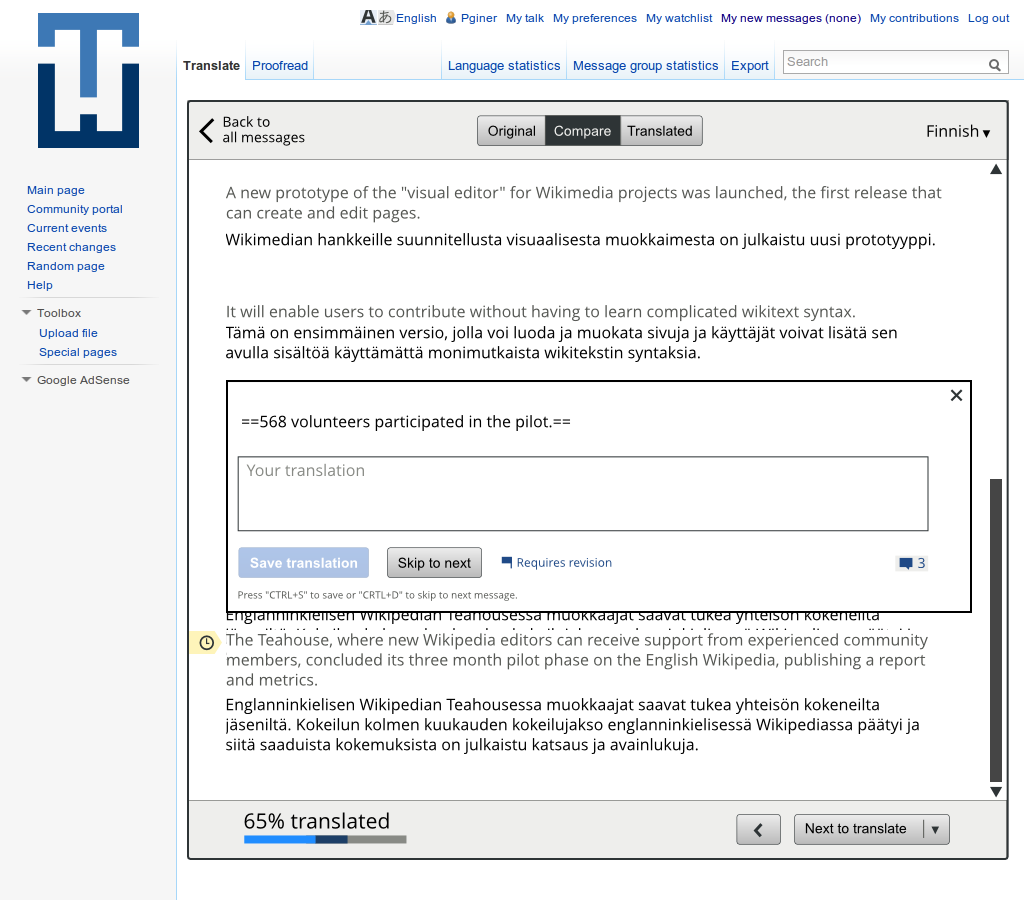 Aあ English Pginer My talk My preferences My watchlist My new messages (none) My contributions Log out
Translate Proofread Language statistics Message group statistics Export Search
Main page
Community portal
Current events
Recent changes
Random page
Help
Toolbox
Upload file
Special pages
Google AdSense
Back to
all messages
Original Compare Translated
Finnish
A new prototype of the "visual editor" for Wikimedia projects was launched, the first release that
can create and edit pages.
Wikimedian hankkeille suunnitellusta visuaalisesta muokkaimesta on julkaistu uusi prototyyppi.
It will enable users to contribute without having to learn complicated wikitext syntax.
Tämä on ensimmäinen versio, jolla voi luoda ja muokata sivuja ja käyttäjät voivat lisätä sen
avulla sisältöä käyttämättä monimutkaista wikitekstin syntaksia.
==568 volunteers participated in the pilot.==
Your translation
Save translation Skip to next Requires revision 3
Press "CTRL+S" to save or "CRTL+D" to skip to next message.
Englanninkielisen Wikipedian Teahousessa muokkaajat saavat tukea yhteisön kokeneilta
The Teahouse, where new Wikipedia editors can receive support from experienced community
members, concluded its three month pilot phase on the English Wikipedia, publishing a report
and metrics.
Englanninkielisen Wikipedian Teahousessa muokkaajat saavat tukea yhteisön kokeneilta
jäseniltä. Kokeilun kolmen kuukauden kokeilujakso englanninkielisessä Wikipediassa päätyi ja
siitä saaduista kokemuksista on julkaistu katsaus ja avainlukuja.
65% translated
Next to translate